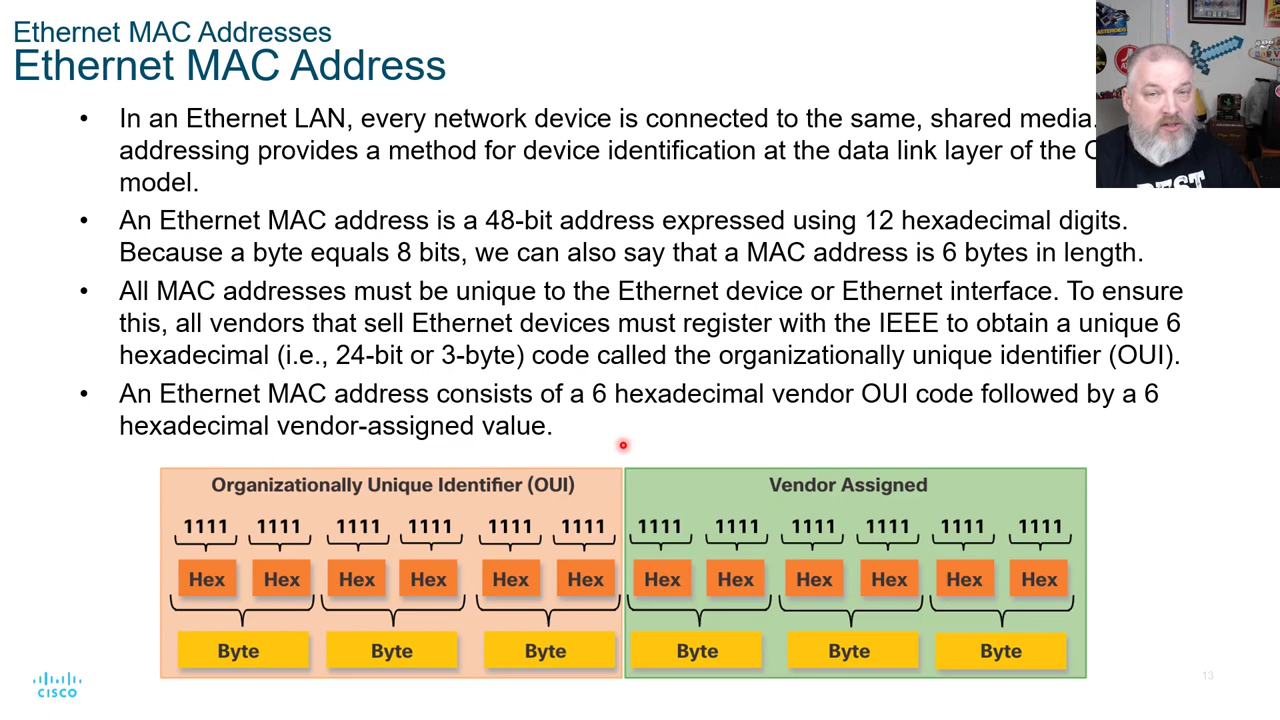 Ethernet MAC Addresses
Ethernet MAC Address
• In an Ethernet LAN, every network device is connected to the same, shared media.
addressing provides a method for device identification at the data link layer of the
model.
• An Ethernet MAC address is a 48-bit address expressed using 12 hexadecimal digits.
Because a byte equals 8 bits, we can also say that a MAC address is 6 bytes in length.
• All MAC addresses must be unique to the Ethernet device or Ethernet interface. To ensure
this, all vendors that sell Ethernet devices must register with the IEEE to obtain a unique 6
hexadecimal (i.e., 24-bit or 3-byte) code called the organizationally unique identifier (OUI).
• An Ethernet MAC address consists of a 6 hexadecimal vendor OUI code followed by a 6
hexadecimal vendor-assigned value.
Organizationally Unique Identifier (OUI)
1111 1111 1111 1111 1111 1111
Hex Hex Hex Hex Hex Hex
Byte Byte Byte
Vendor Assigned
1111 1111 1111 1111 1111 1111
Hex Hex Hex Hex Hex Hex
Byte Byte Byte
CISCO
13
ASTEROIDS